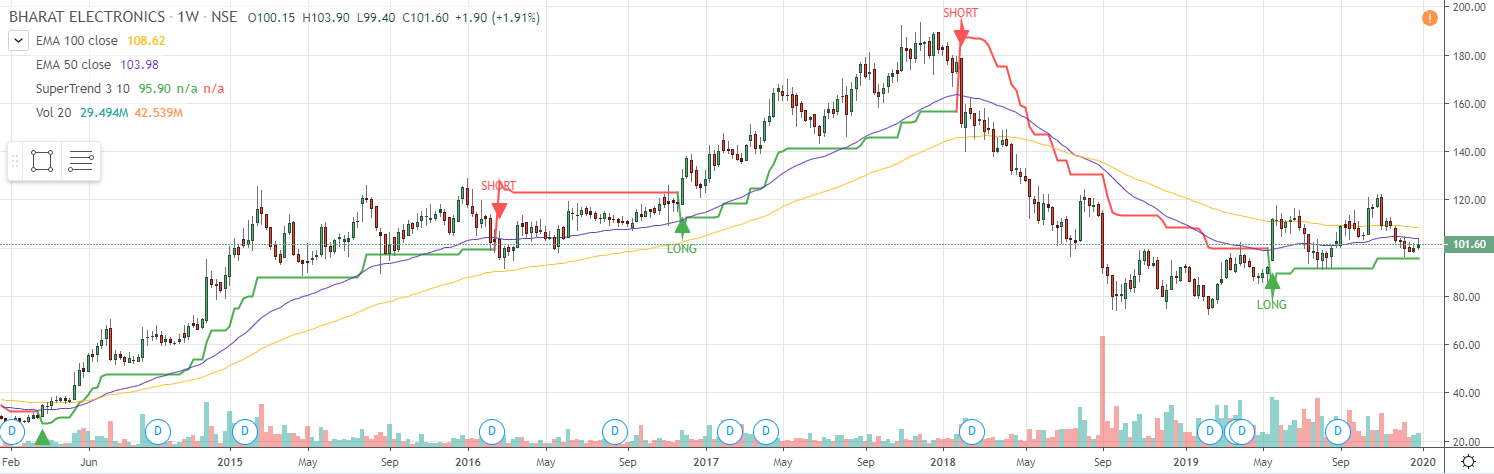 BHARAT ELECTRONICS · 1W · NSE O100.15 H103.90 L99.40 C101.60 +1.90 (+1.91%)
EMA 100 close 108.62
EMA 50 close 103.98
SuperTrend 3 10 95.90 n/a n/a
Vol 20 29.494M 42.539M
SHORT
SHORT
LONG
LONG
200.00
180.00
160.00
140.00
120.00
101.60
80.00
60.00
40.00
20.00
!
D D D D D D D D D D D D
Feb Jun 2015 May Sep 2016 May Sep 2017 May Sep 2018 May Sep 2019 May Sep 2020